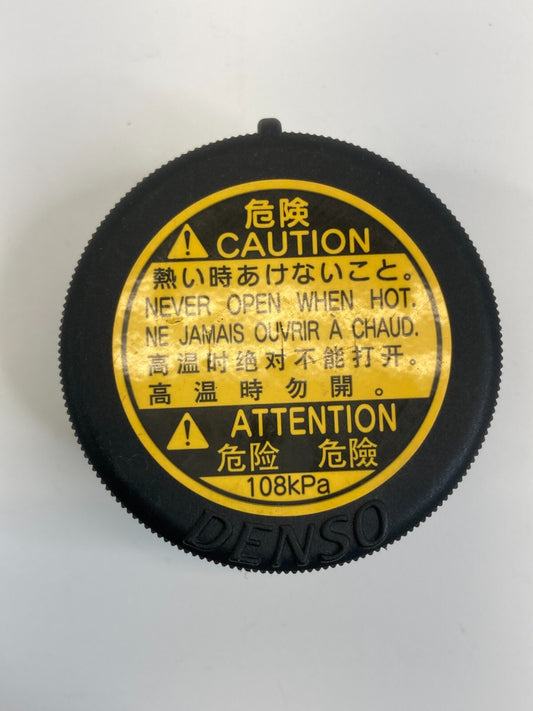 危険
CAUTION
熱い時あけないこと。
NEVER OPEN WHEN HOT.
NE JAMAIS OUVRIR À CHAUD.
高温时绝对不能打开。
高温時勿開。
ATTENTION
危险 危險
108kPa
DENSO